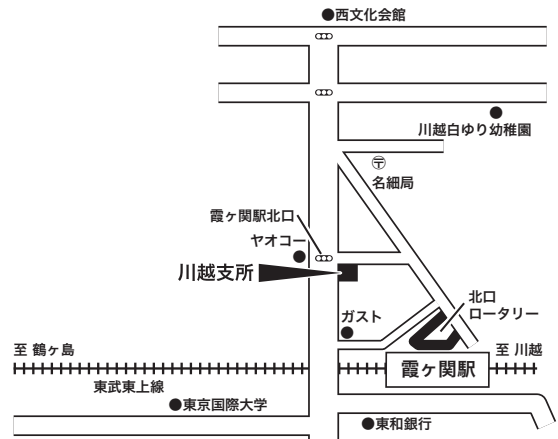 西文化会館
川越白ゆり幼稚園
〒
名細局
霞ヶ関駅北口
ヤオコー
川越支所
北口
ロータリー
ガスト
至 鶴ヶ島
至 川越
霞ヶ関駅
東武東上線
東京国際大学
東和銀行